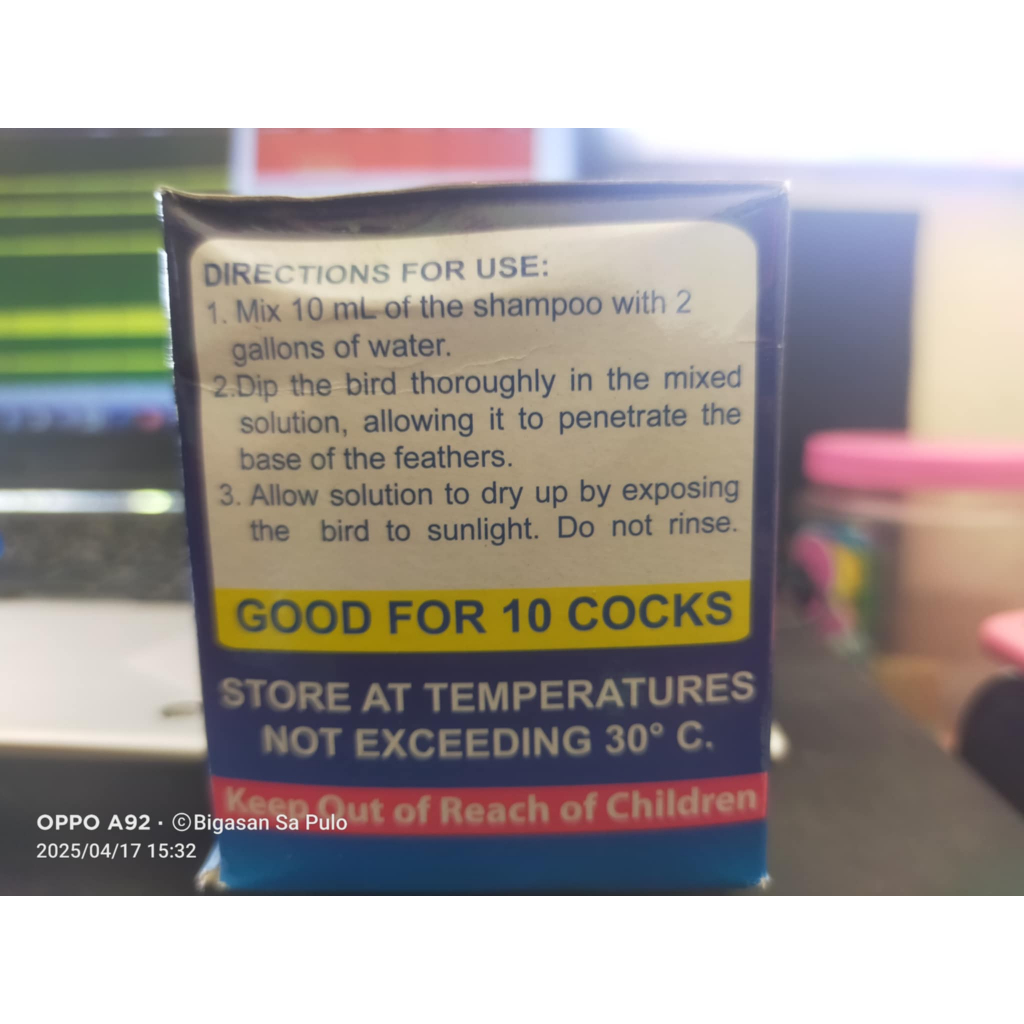 DIRECTIONS FOR USE:
1. Mix 10 mL of the shampoo with 2
gallons of water.
2.Dip the bird thoroughly in the mixed
solution, allowing it to penetrate the
base of the feathers.
3. Allow solution to dry up by exposing
the bird to sunlight. Do not rinse.
GOOD FOR 10 COCKS
STORE AT TEMPERATURES
NOT EXCEEDING 30° C.
Keep Out of Reach of Children
OPPO A92 · ©Bigasan Sa Pulo
2025/04/17 15:32